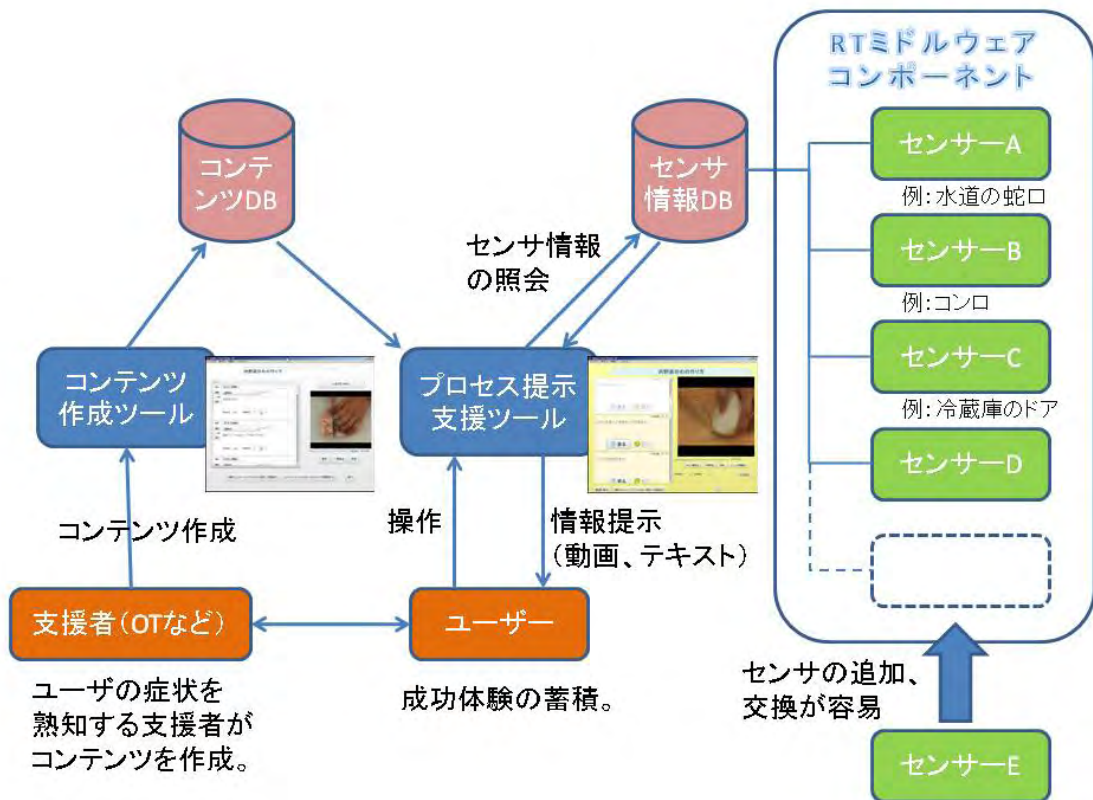 RTミドルウェア
コンポーネント
コンテ
ンツDB
センサ
情報DB
センサーA
例：水道の蛇口
センサ情報
の照会
センサーB
例：コンロ
コンテンツ
作成ツール
プロセス提示
支援ツール
センサーC
例：冷蔵庫のドア
センサーD
コンテンツ作成
操作
情報提示
（動画、テキスト）
支援者（OTなど）
ユーザー
ユーザの症状を
熟知する支援者が
コンテンツを作成。
成功体験の蓄積。
センサの追加、
交換が容易
センサーE